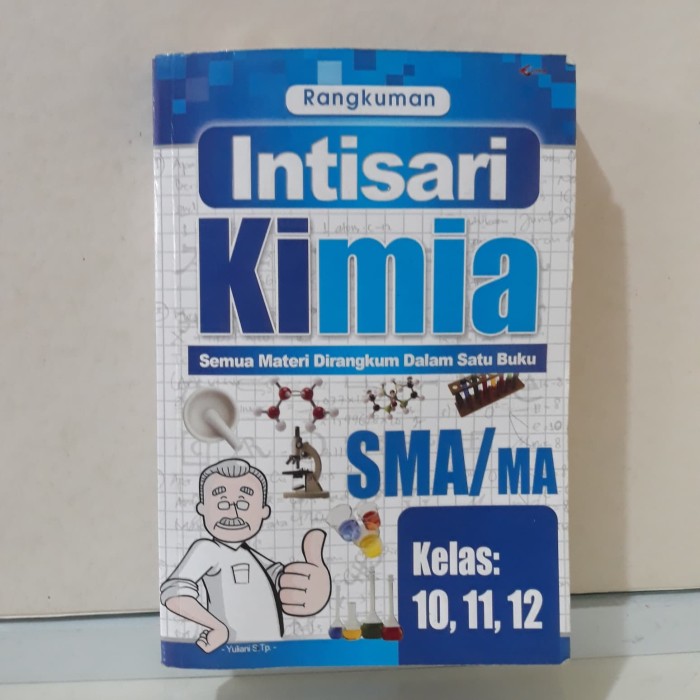 Rangkuman
Intisari
Kimia
Semua Materi Dirangkum Dalam Satu Buku
SMA/MA
Kelas:
10, 11, 12
- Yuliani S,Tp. -